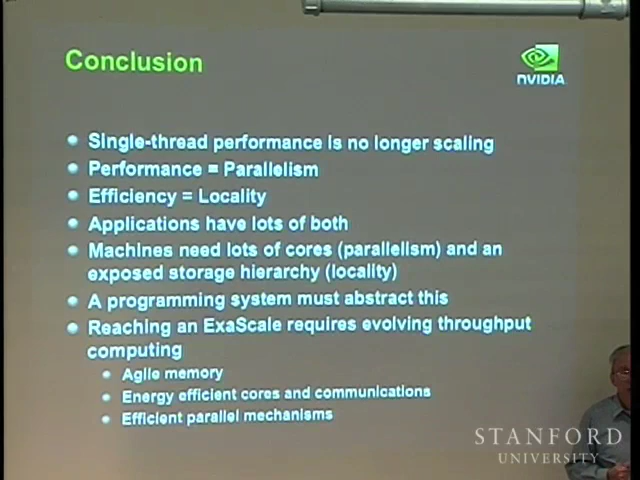 Conclusion
NVIDIA
Single-thread performance is no longer scaling
Performance = Parallelism
Efficiency = Locality
Applications have lots of both
Machines need lots of cores (parallelism) and an
exposed storage hierarchy (locality)
A programming system must abstract this
Reaching an ExaScale requires evolving throughput
computing
Agile memory
Energy efficient cores and communications
Efficient parallel mechanisms
STANFORD
UNIVERSITY